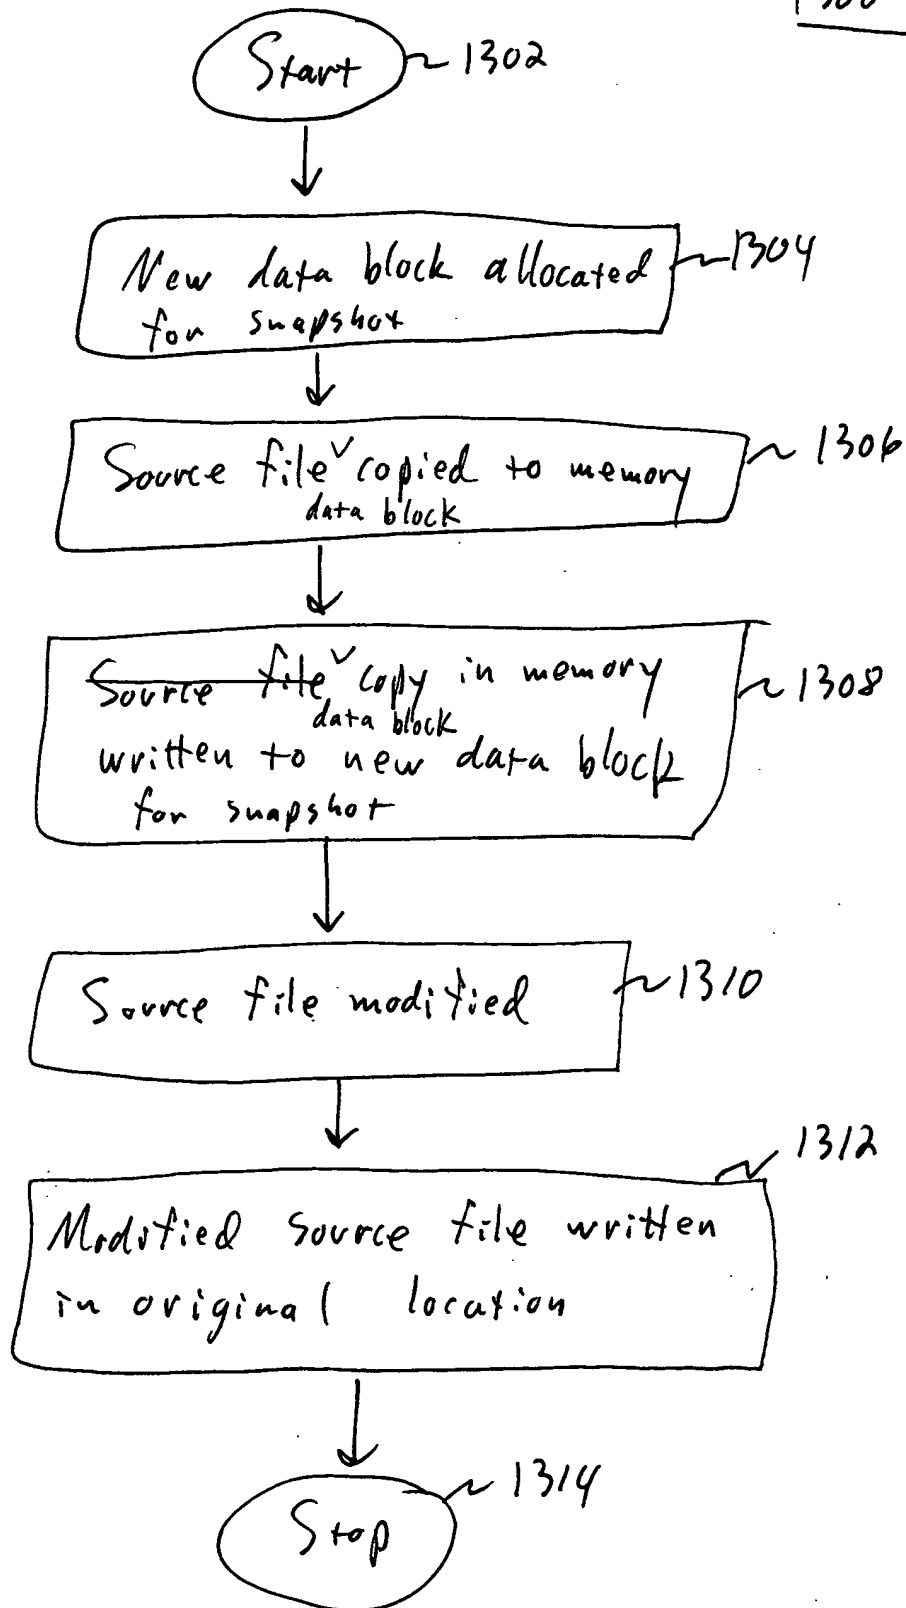 1300
Start
1302
New data block allocated
for snapshot
1304
Source file ˅ copied to memory
data block
1306
Source file ˅ copy in memory
data block
written to new data block
for snapshot
1308
Source file modified
1310
1312
Modified source file written
in original location
Stop
1314